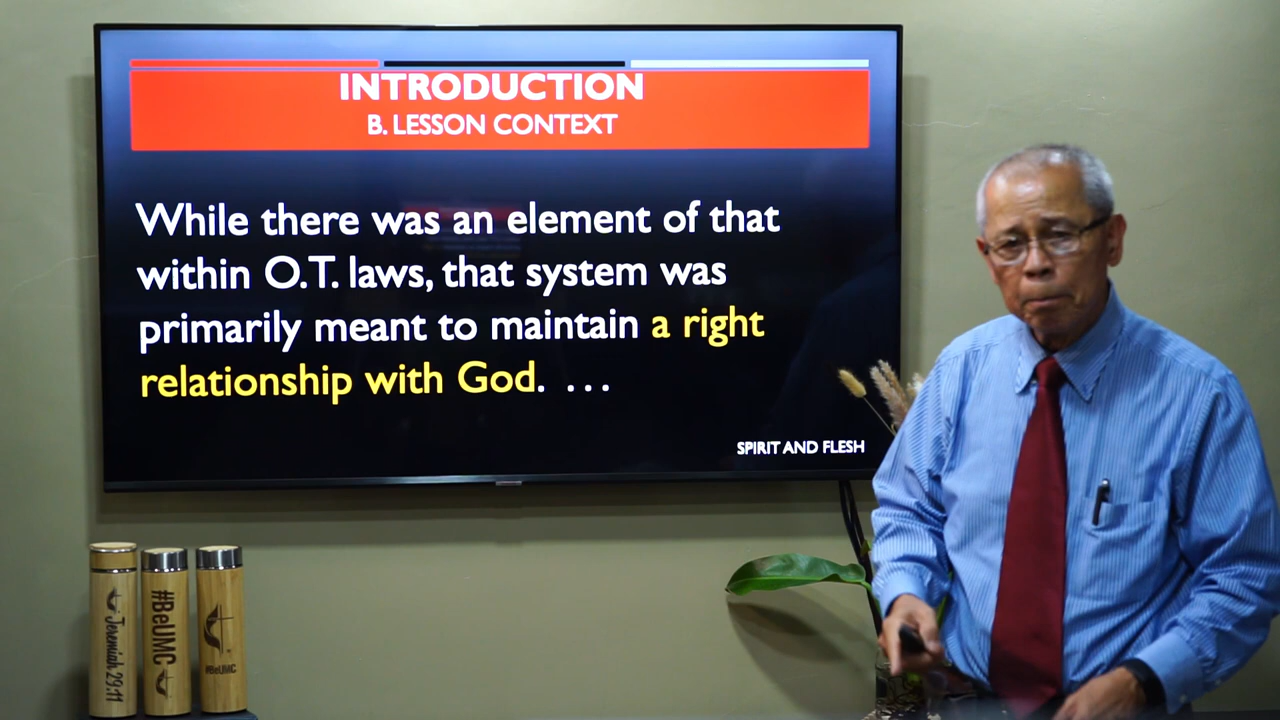 INTRODUCTION
B. LESSON CONTEXT
While there was an element of that
within O.T. laws, that system was
primarily meant to maintain a right
relationship with God. ...
SPIRIT AND FLESH
Jeremiah 29:11
#BeUMC
#BeUMC